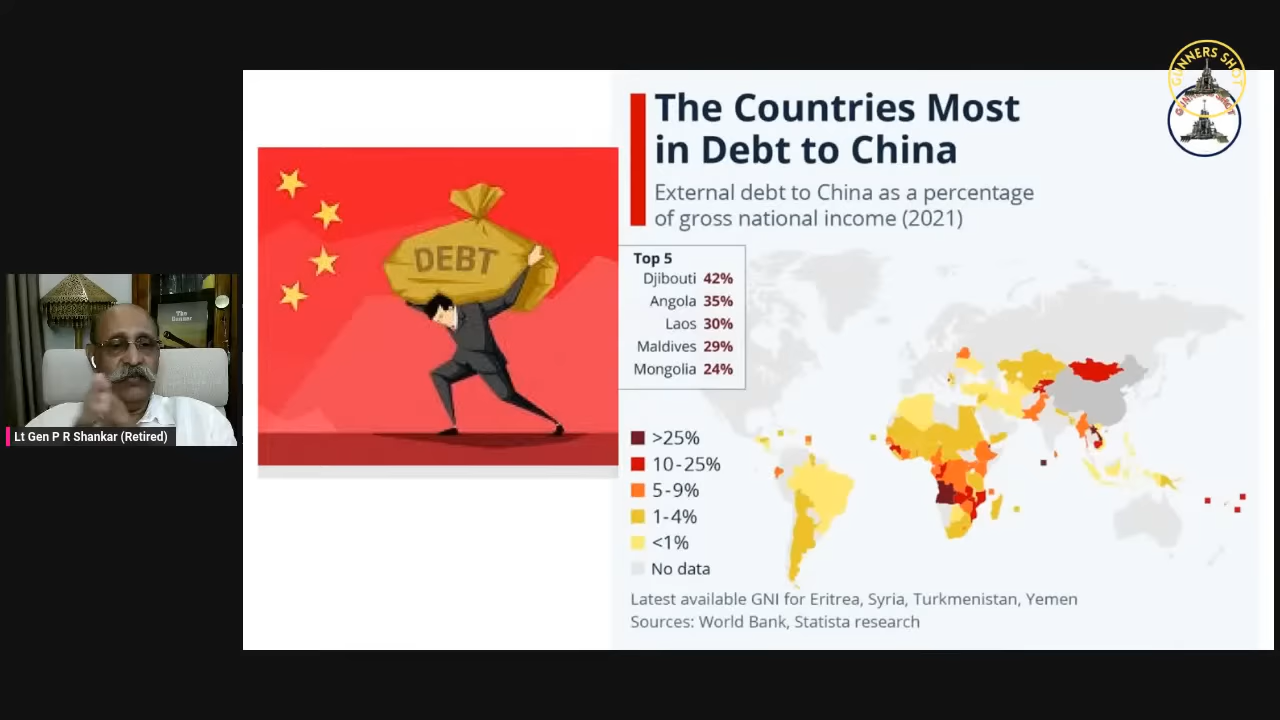 GUNNERS SHOT
The Countries Most
in Debt to China
External debt to China as a percentage
of gross national income (2021)
DEBT
Top 5
Djibouti 42%
Angola 35%
Laos 30%
Maldives 29%
Mongolia 24%
>25%
10-25%
5-9%
1-4%
<1%
No data
Latest available GNI for Eritrea, Syria, Turkmenistan, Yemen
Sources: World Bank, Statista research
The
Gunner
Lt Gen P R Shankar (Retired)